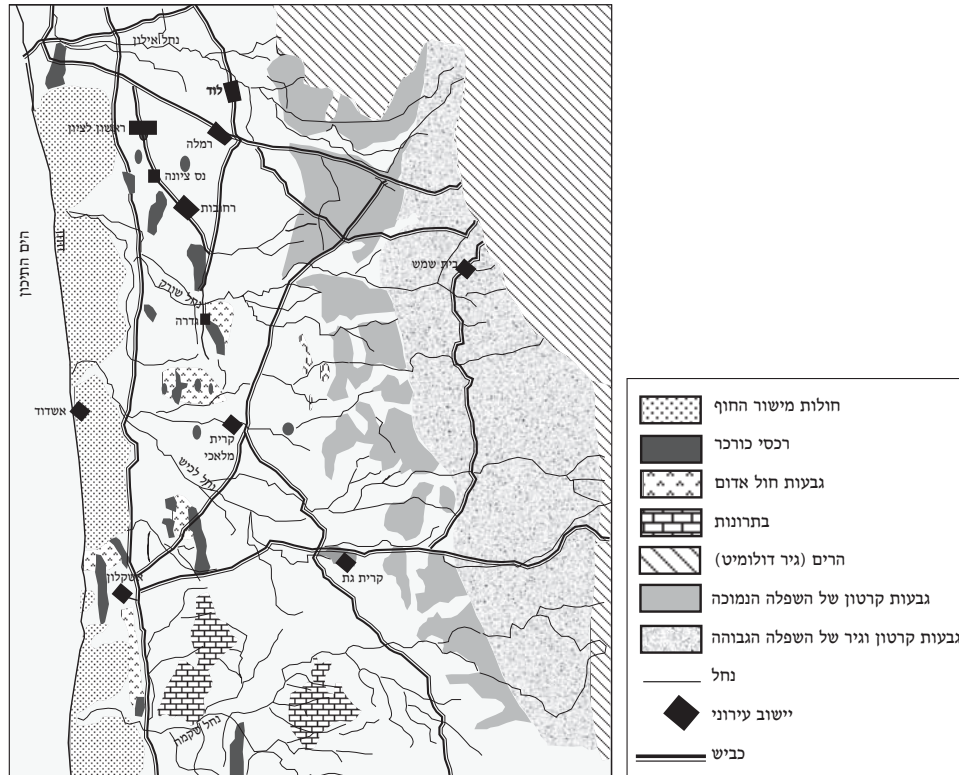 נחל אילון
לוד
ראשון לציון
רמלה
נס ציונה
רחובות
הים התיכון
בית שמש
נחל שורק
גדרה
אשדוד
קרית
מלאכי
נחל לכיש
אשקלון
קרית גת
נחל שקמה
חולות מישור החוף
רכסי כורכר
גבעות חול אדום
בתרונות
הרים (גיר דולומיט)
גבעות קרטון של השפלה הנמוכה
גבעות קרטון וגיר של השפלה הגבוהה
נחל
יישוב עירוני
כביש